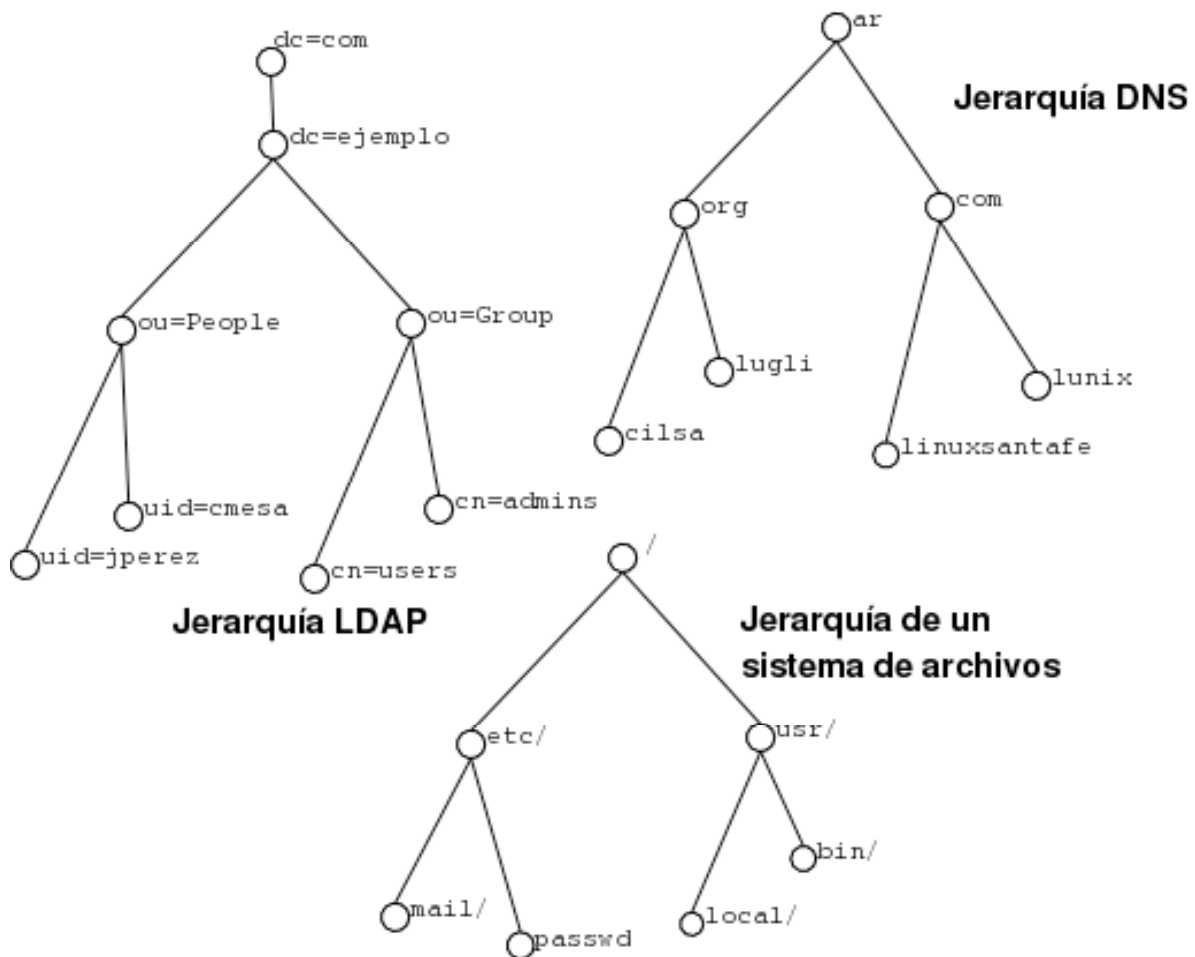 dc=com
dc=ejemplo
ou=People
ou=Group
uid=cmesa
uid=jperez
cn=admins
cn=users
Jerarquía LDAP
ar
Jerarquía DNS
org
com
lugli
lunix
cilsa
linuxsantafe
/
Jerarquía de un
sistema de archivos
etc/
usr/
bin/
mail/
local/
passwd